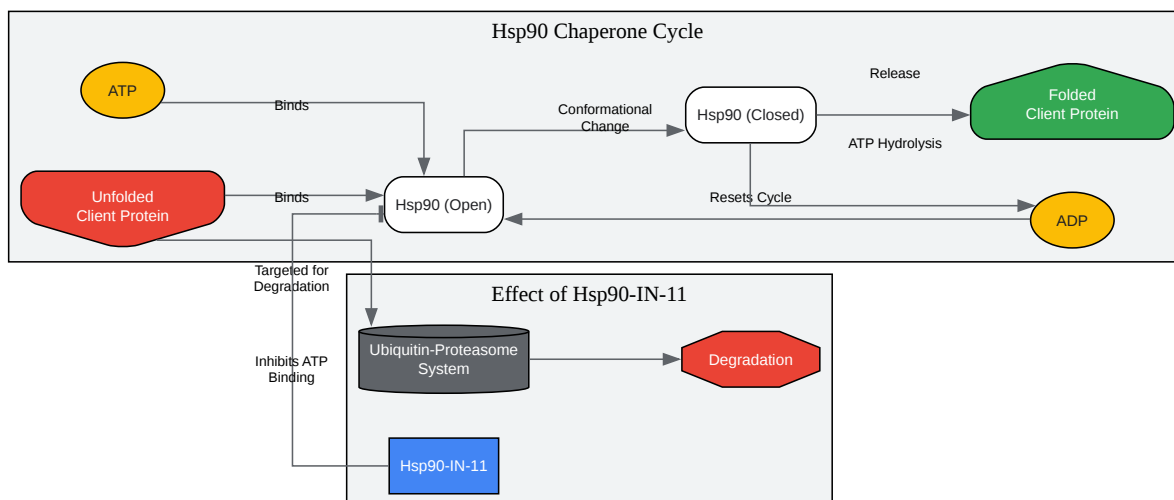 Hsp90 Chaperone Cycle
ATP
Binds
Conformational
Change
Hsp90 (Closed)
Release
ATP Hydrolysis
Folded
Client Protein
Unfolded
Client Protein
Binds
Hsp90 (Open)
Resets Cycle
ADP
Targeted for
Degradation
Effect of Hsp90-IN-11
Ubiquitin-Proteasome
System
Degradation
Inhibits ATP
Binding
Hsp90-IN-11